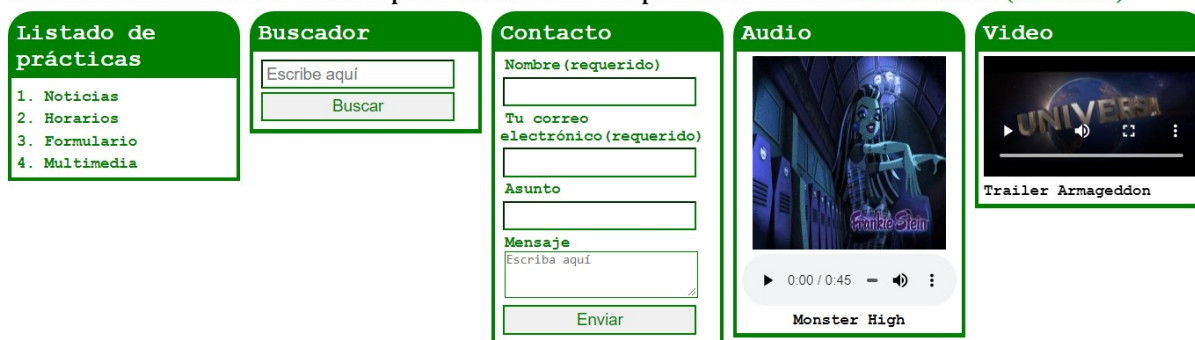 Listado de
prácticas
1. Noticias
2. Horarios
3. Formulario
4. Multimedia
Buscador
Escribe aquí
Buscar
Contacto
Nombre(requerido)
Tu correo
electrónico(requerido)
Asunto
Mensaje
Escriba aquí
Enviar
Audio
Frankie Stein
0:00 / 0:45
Monster High
Video
UNIVERSA
Trailer Armageddon